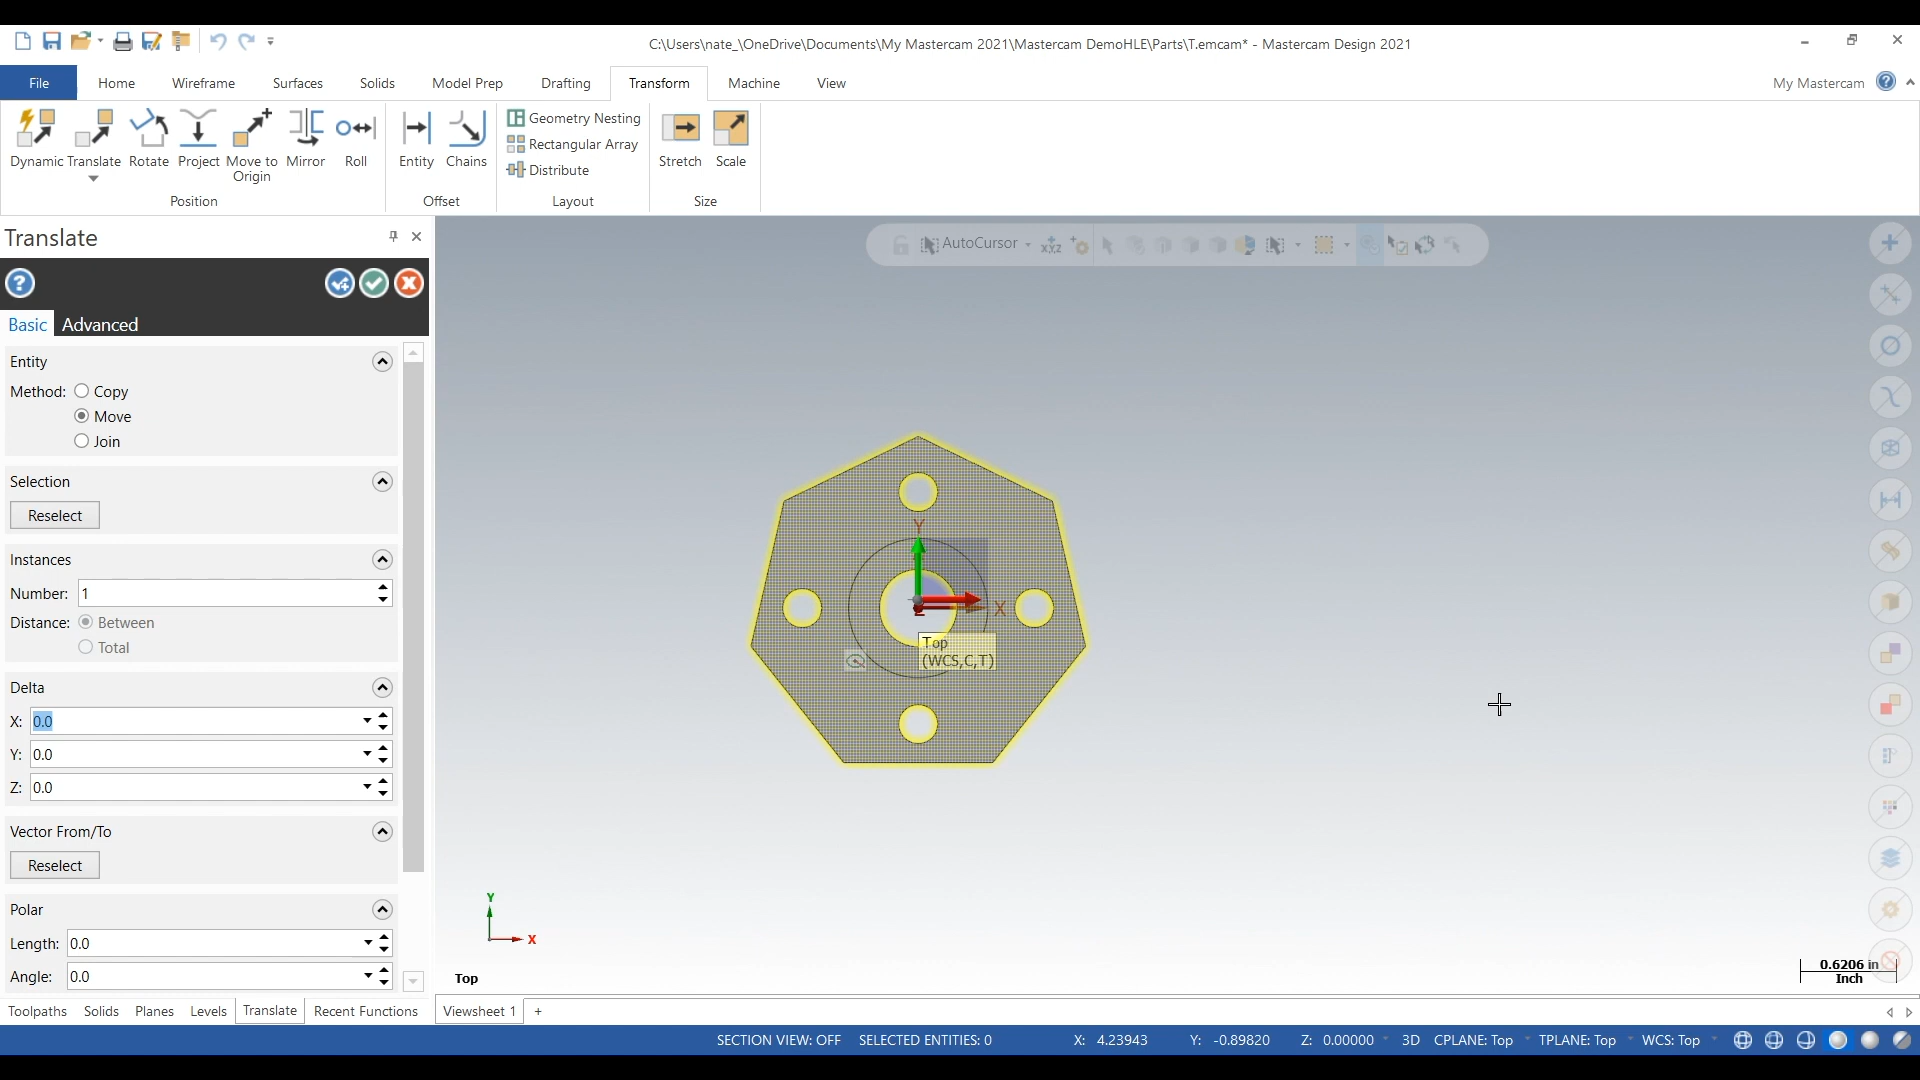 C:\Users\nate_\OneDrive\Documents\My Mastercam 2021\Mastercam DemoHLE\Parts\T.emcam* - Mastercam Design 2021
File Home Wireframe Surfaces Solids Model Prep Drafting Transform Machine View My Mastercam ?
Dynamic Translate Rotate Project Move to Origin Mirror Roll
Position
Entity Chains
Offset
Geometry Nesting
Rectangular Array
Distribute
Layout
Stretch Scale
Size
Translate
?
Basic Advanced
Entity
Method: Copy
Move
Join
Selection
Reselect
Instances
Number: 1
Distance: Between
Total
Delta
X: 0.0
Y: 0.0
Z: 0.0
Vector From/To
Reselect
Polar
Length: 0.0
Angle: 0.0
Toolpaths Solids Planes Levels Translate Recent Functions
AutoCursor
XYZ
Y
X
Z
Top
(WCS,C,T)
Y
X
Top
0.6206 in
Inch
Viewsheet 1 +
SECTION VIEW: OFF SELECTED ENTITIES: 0 X: 4.23943 Y: -0.89820 Z: 0.00000 3D CPLANE: Top TPLANE: Top WCS: Top